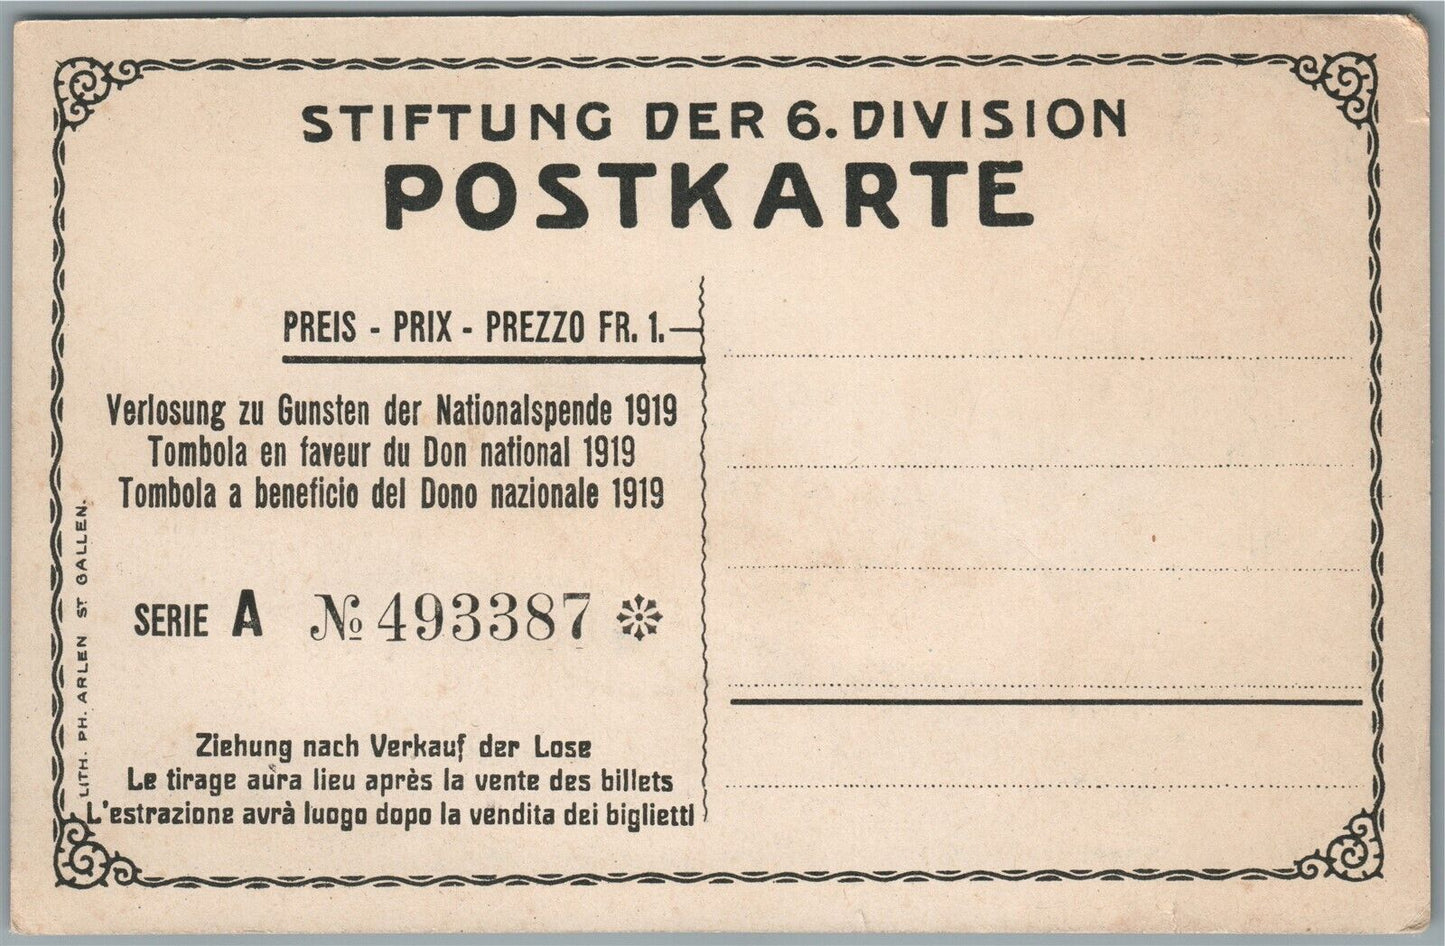 STIFTUNG DER 6. DIVISION
POSTKARTE
PREIS - PRIX - PREZZO FR. 1.—
Verlosung zu Gunsten der Nationalspende 1919
Tombola en faveur du Don national 1919
Tombola a beneficio del Dono nazionale 1919
SERIE A № 493387
Ziehung nach Verkauf der Lose
Le tirage aura lieu après la vente des billets
L'estrazione avrà luogo dopo la vendita dei biglietti
LITH. PH. ARLEN ST GALLEN.